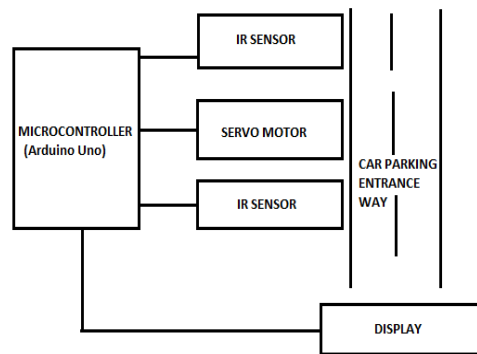 IR SENSOR
MICROCONTROLLER
(Arduino Uno)
SERVO MOTOR
CAR PARKING
ENTRANCE
WAY
IR SENSOR
DISPLAY